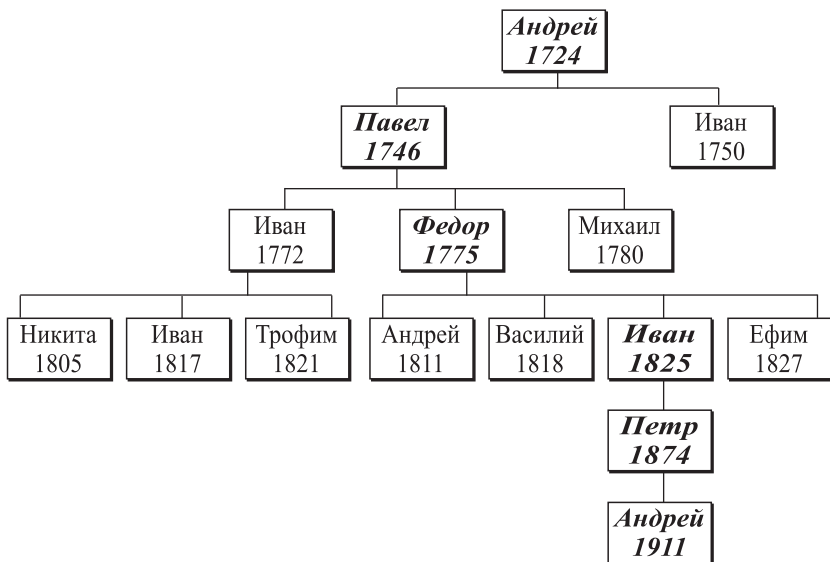 Андрей
1724
Павел
1746
Иван
1750
Иван
1772
Федор
1775
Михаил
1780
Никита
1805
Иван
1817
Трофим
1821
Андрей
1811
Василий
1818
Иван
1825
Ефим
1827
Петр
1874
Андрей
1911